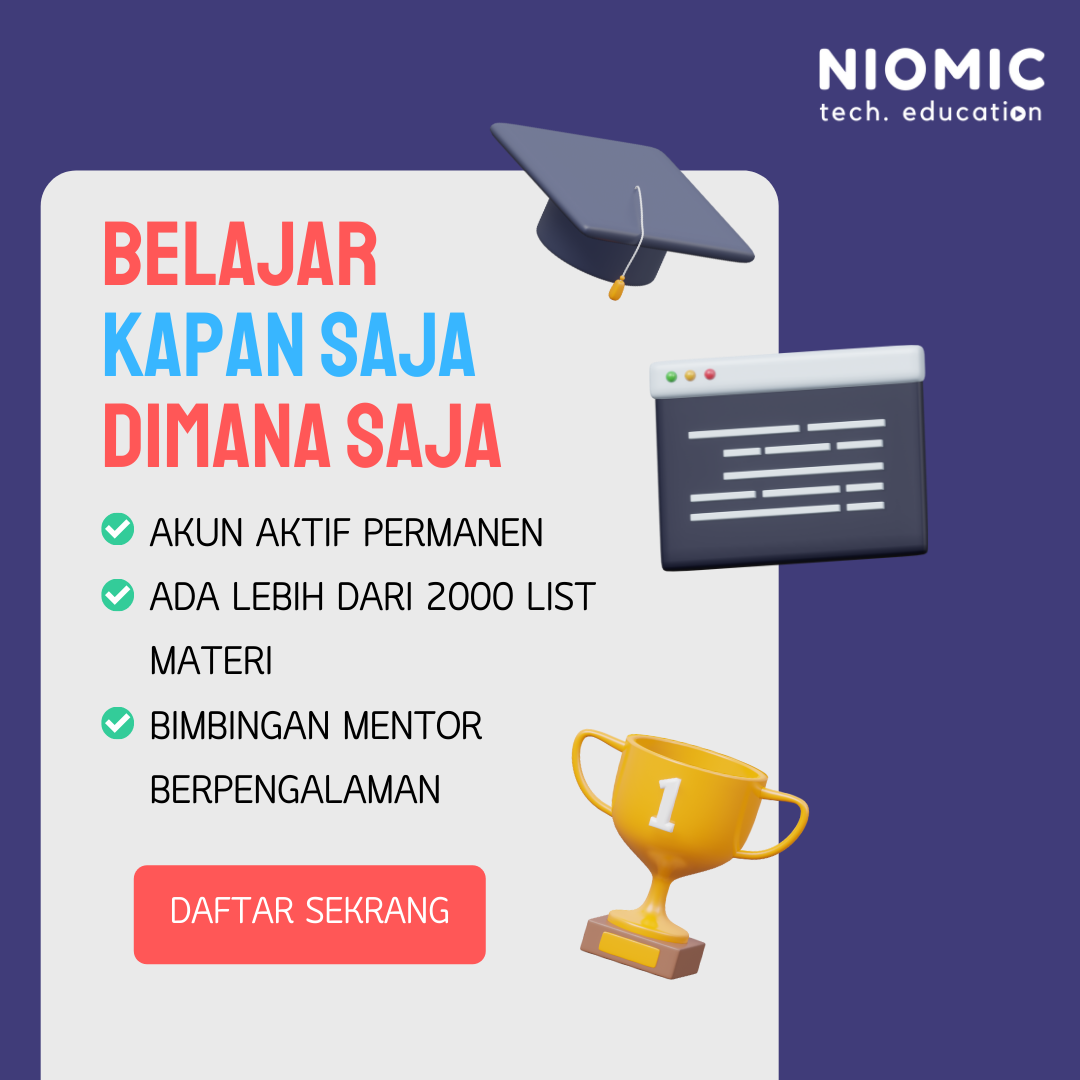 NIOMIC
tech. education
BELAJAR
KAPAN SAJA
DIMANA SAJA
AKUN AKTIF PERMANEN
ADA LEBIH DARI 2000 LIST
MATERI
BIMBINGAN MENTOR
BERPENGALAMAN
1
DAFTAR SEKRANG